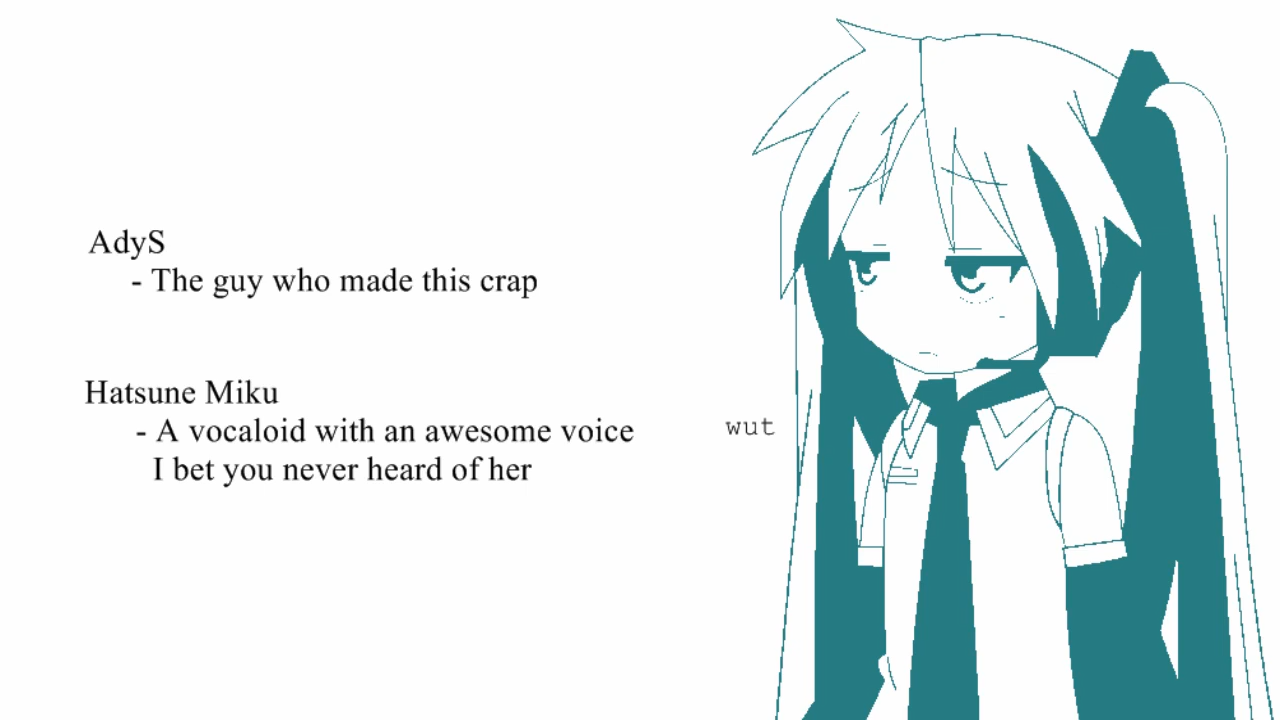 AdyS
- The guy who made this crap
Hatsune Miku
- A vocaloid with an awesome voice
I bet you never heard of her
wut